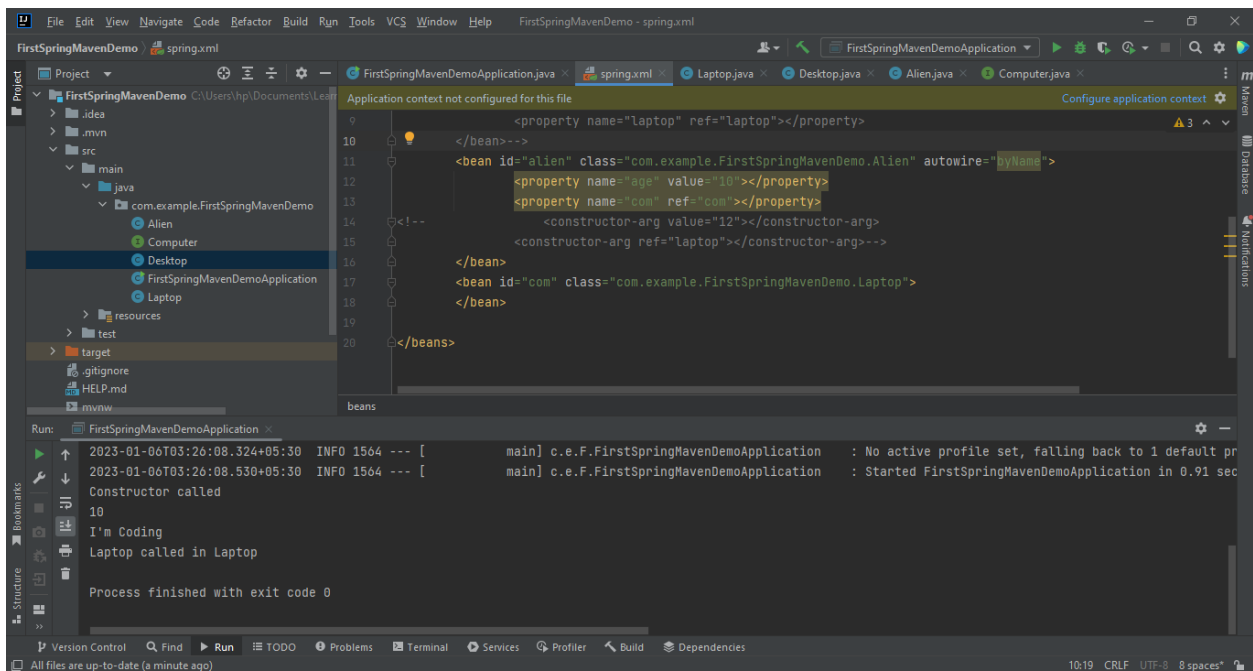 File Edit View Navigate Code Refactor Build Run Tools VCS Window Help FirstSpringMavenDemo - spring.xml
FirstSpringMavenDemo spring.xml FirstSpringMavenDemoApplication
Project
FirstSpringMavenDemoApplication.java spring.xml Laptop.java Desktop.java Alien.java Computer.java
Project
FirstSpringMavenDemo C:\Users\hp\Documents\Lear
.idea
.mvn
src
main
java
com.example.FirstSpringMavenDemo
Alien
Computer
Desktop
FirstSpringMavenDemoApplication
Laptop
resources
test
target
.gitignore
HELP.md
mvnw
Application context not configured for this file Configure application context
3
9 <property name="laptop" ref="laptop"></property>
10 </bean>-->
11 <bean id="alien" class="com.example.FirstSpringMavenDemo.Alien" autowire="byName">
12 <property name="age" value="10"></property>
13 <property name="com" ref="com"></property>
14 <!-- <constructor-arg value="12"></constructor-arg>
15 <constructor-arg ref="laptop"></constructor-arg>-->
16 </bean>
17 <bean id="com" class="com.example.FirstSpringMavenDemo.Laptop">
18 </bean>
19
20 </beans>
beans
Maven
Database
Notifications
Run: FirstSpringMavenDemoApplication
2023-01-06T03:26:08.324+05:30 INFO 1564 --- [ main] c.e.F.FirstSpringMavenDemoApplication : No active profile set, falling back to 1 default pr
2023-01-06T03:26:08.530+05:30 INFO 1564 --- [ main] c.e.F.FirstSpringMavenDemoApplication : Started FirstSpringMavenDemoApplication in 0.91 sec
Constructor called
10
I'm Coding
Laptop called in Laptop
Process finished with exit code 0
Bookmarks
Structure
Version Control Find Run TODO Problems Terminal Services Profiler Build Dependencies
All files are up-to-date (a minute ago) 10:19 CRLF UTF-8 8 spaces*